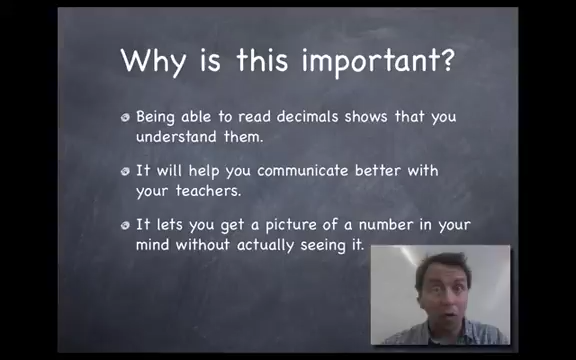 Why is this important?
Being able to read decimals shows that you
understand them.
It will help you communicate better with
your teachers.
It lets you get a picture of a number in your
mind without actually seeing it.